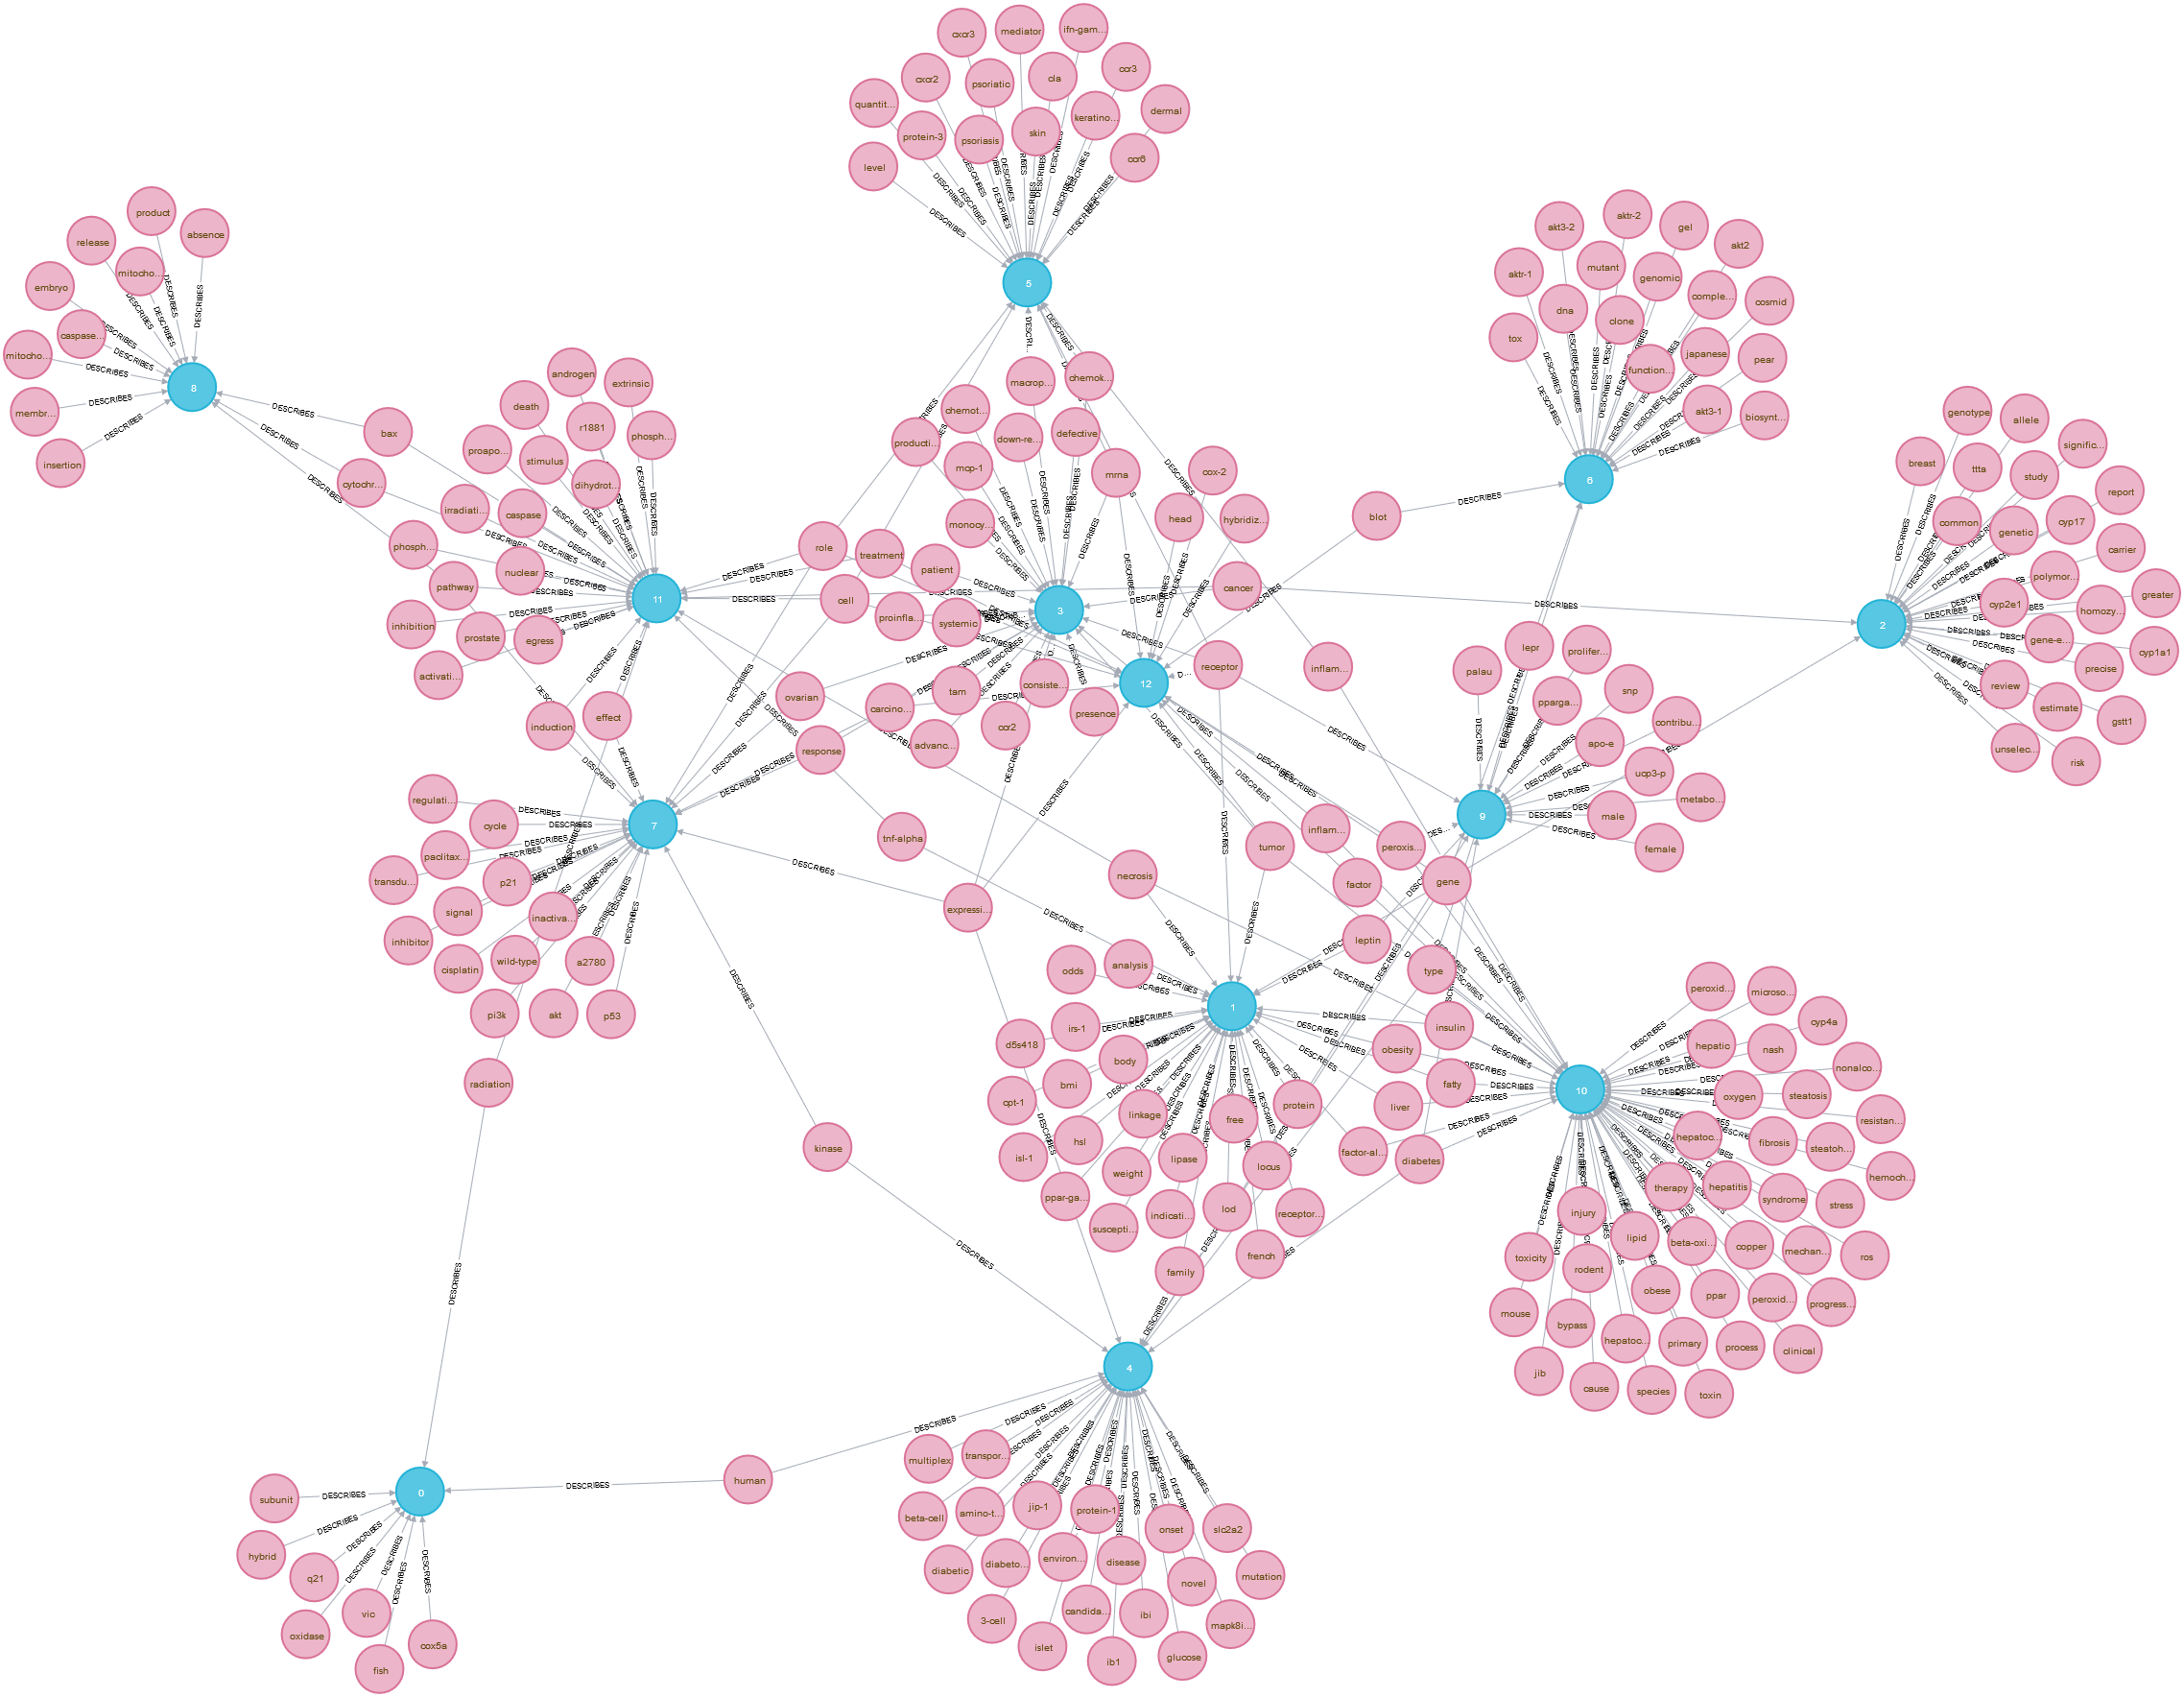 cxcr3
mediator
ifn-gam...
cxcr2
psoriatic
cla
ccr3
quantit...
protein-3
psoriasis
skin
keratino...
dermal
level
ccr6
5
product
absence
release
mitocho...
embryo
caspase...
mitocho...
membr...
insertion
8
bax
cytochr...
phosph...
pathway
aktr-2
akt3-2
gel
akt2
aktr-1
mutant
genomic
comple...
cosmid
dna
clone
tox
function...
japanese
pear
akt3-1
biosynt...
6
blot
androgen
extrinsic
death
r1881
phosph...
proapo...
stimulus
dihydrot...
irradiati...
caspase
nuclear
inhibition
prostate
egress
activati...
11
macrop...
chemok...
chemot...
producti...
down-re...
defective
mcp-1
mrna
cox-2
monocy...
head
hybridiz...
role
treatment
patient
cancer
cell
proinfla...
systemic
3
receptor
inflam...
12
ovarian
carcino...
tam
consiste...
presence
ccr2
advanc...
response
induction
effect
genotype
allele
breast
ttta
study
signific...
report
common
genetic
cyp17
carrier
polymor...
greater
cyp2e1
homozy...
gene-e...
cyp1a1
precise
review
estimate
gstt1
unselec...
risk
2
lepr
prolifer...
palau
pparga...
snp
contribu...
apo-e
ucp3-p
metabo...
male
female
9
regulati...
cycle
paclitax...
transdu...
p21
signal
inactiva...
inhibitor
wild-type
a2780
cisplatin
pi3k
akt
p53
7
radiation
tnf-alpha
expressi...
necrosis
tumor
inflam...
peroxis...
factor
gene
leptin
type
insulin
analysis
odds
irs-1
d5s418
body
bmi
cpt-1
hsl
linkage
isl-1
weight
lipase
ppar-ga...
suscepti...
indicati...
lod
free
locus
protein
receptor...
french
family
1
obesity
fatty
liver
factor-al...
diabetes
kinase
peroxid...
microso...
cyp4a
hepatic
nash
nonalco...
oxygen
steatosis
resistan...
hepatoc...
fibrosis
steatoh...
hemoch...
therapy
hepatitis
syndrome
stress
injury
lipid
beta-oxi...
copper
mechan...
ros
toxicity
rodent
obese
ppar
peroxid...
progress...
mouse
bypass
hepatoc...
primary
process
clinical
jib
cause
species
toxin
10
human
4
multiplex
transpor...
beta-cell
amino-t...
jip-1
protein-1
onset
slc2a2
diabetic
diabeto...
environ...
disease
novel
mutation
3-cell
candida...
ibi
mapk8i...
islet
ib1
glucose
0
subunit
hybrid
q21
oxidase
vic
fish
cox5a
DESCRIBES